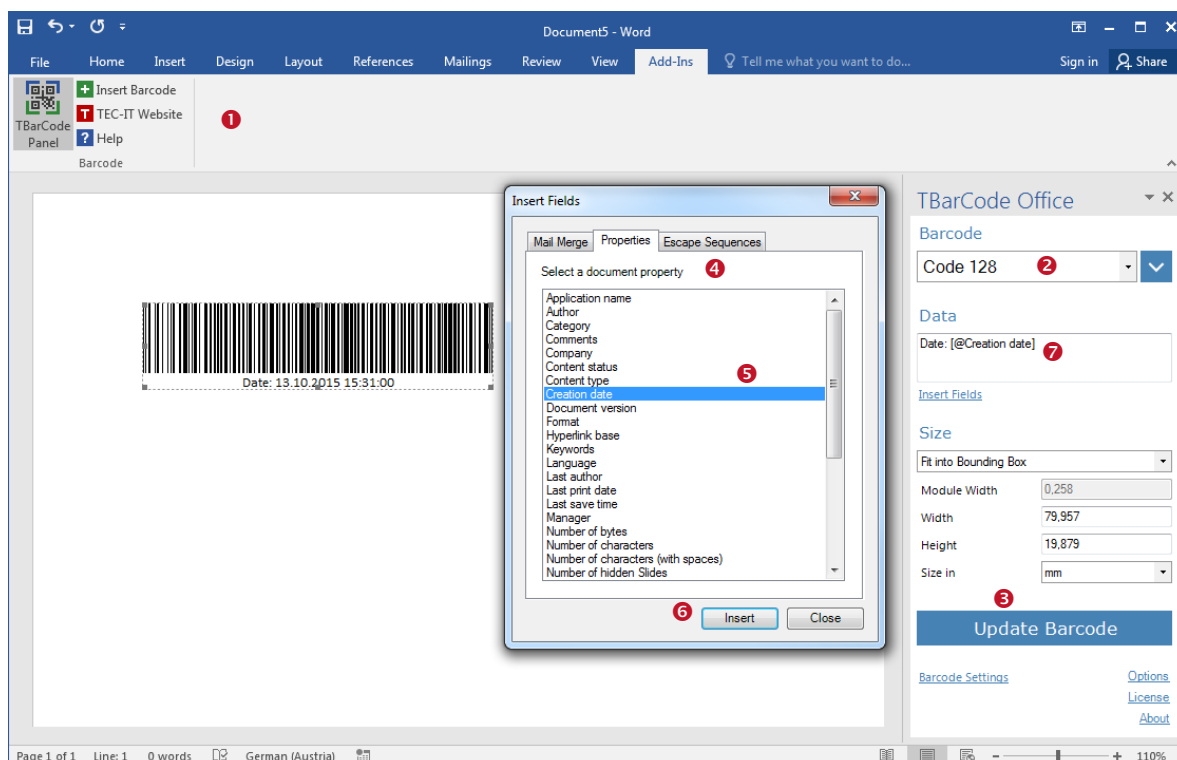 Document5 - Word
File Home Insert Design Layout References Mailings Review View Add-Ins Tell me what you want to do... Sign in Share
TBarCode Panel
Insert Barcode
TEC-IT Website
Help
Barcode
1
Date: 13.10.2015 15:31:00
Insert Fields
Mail Merge Properties Escape Sequences
Select a document property 4
Application name
Author
Category
Comments
Company
Content status
Content type
5
Creation date
Document version
Format
Hyperlink base
Keywords
Language
Last author
Last print date
Last save time
Manager
Number of bytes
Number of characters
Number of characters (with spaces)
Number of hidden Slides
6 Insert Close
TBarCode Office
Barcode
Code 128 2
Data
Date: [@Creation date] 7
Insert Fields
Size
Fit into Bounding Box
Module Width 0,258
Width 79,957
Height 19,879
Size in mm
3
Update Barcode
Barcode Settings Options
License
About
Page 1 of 1 Line: 1 0 words German (Austria) 110%